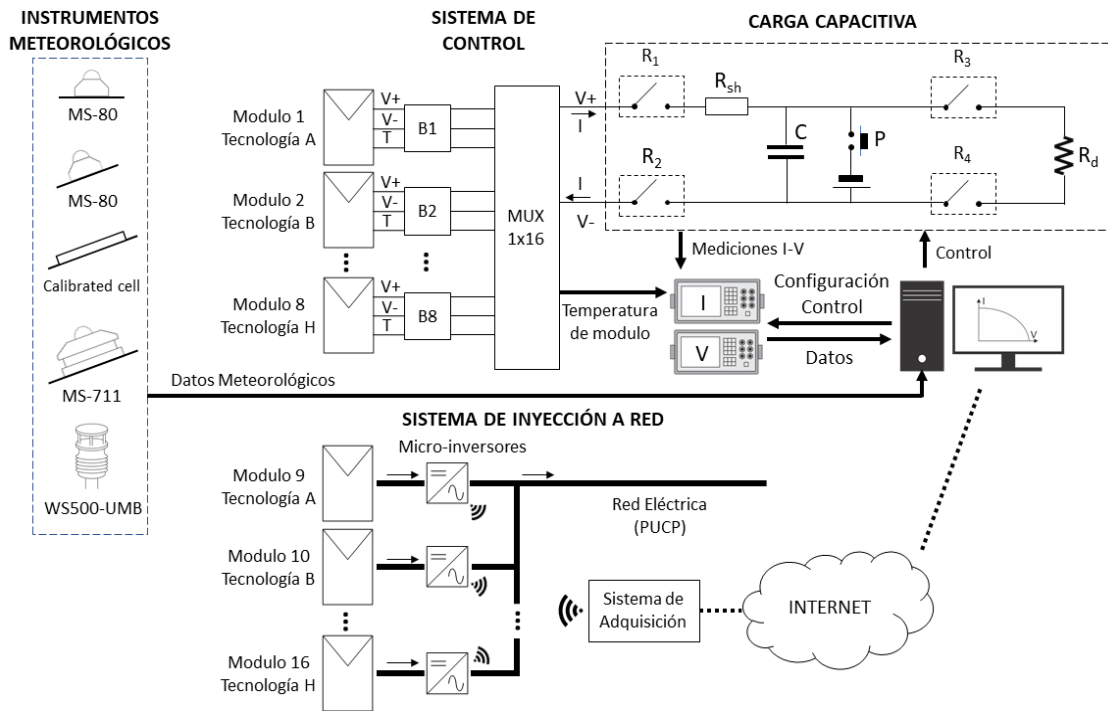 INSTRUMENTOS
METEOROLÓGICOS
MS-80
MS-80
Calibrated cell
MS-711
WS500-UMB
SISTEMA DE
CONTROL
Modulo 1
Tecnología A
V+
V-
T
B1
Modulo 2
Tecnología B
V+
V-
T
B2
Modulo 8
Tecnología H
V+
V-
T
B8
MUX
1x16
CARGA CAPACITIVA
V+
I
I
V-
R1
Rsh
R2
C
P
R3
R4
Rd
Mediciones I-V
Control
Temperatura
de modulo
I
V
Configuración
Control
Datos
I
V
Datos Meteorológicos
SISTEMA DE INYECCIÓN A RED
Micro-inversores
Modulo 9
Tecnología A
Modulo 10
Tecnología B
Modulo 16
Tecnología H
Red Eléctrica
(PUCP)
Sistema de
Adquisición
INTERNET